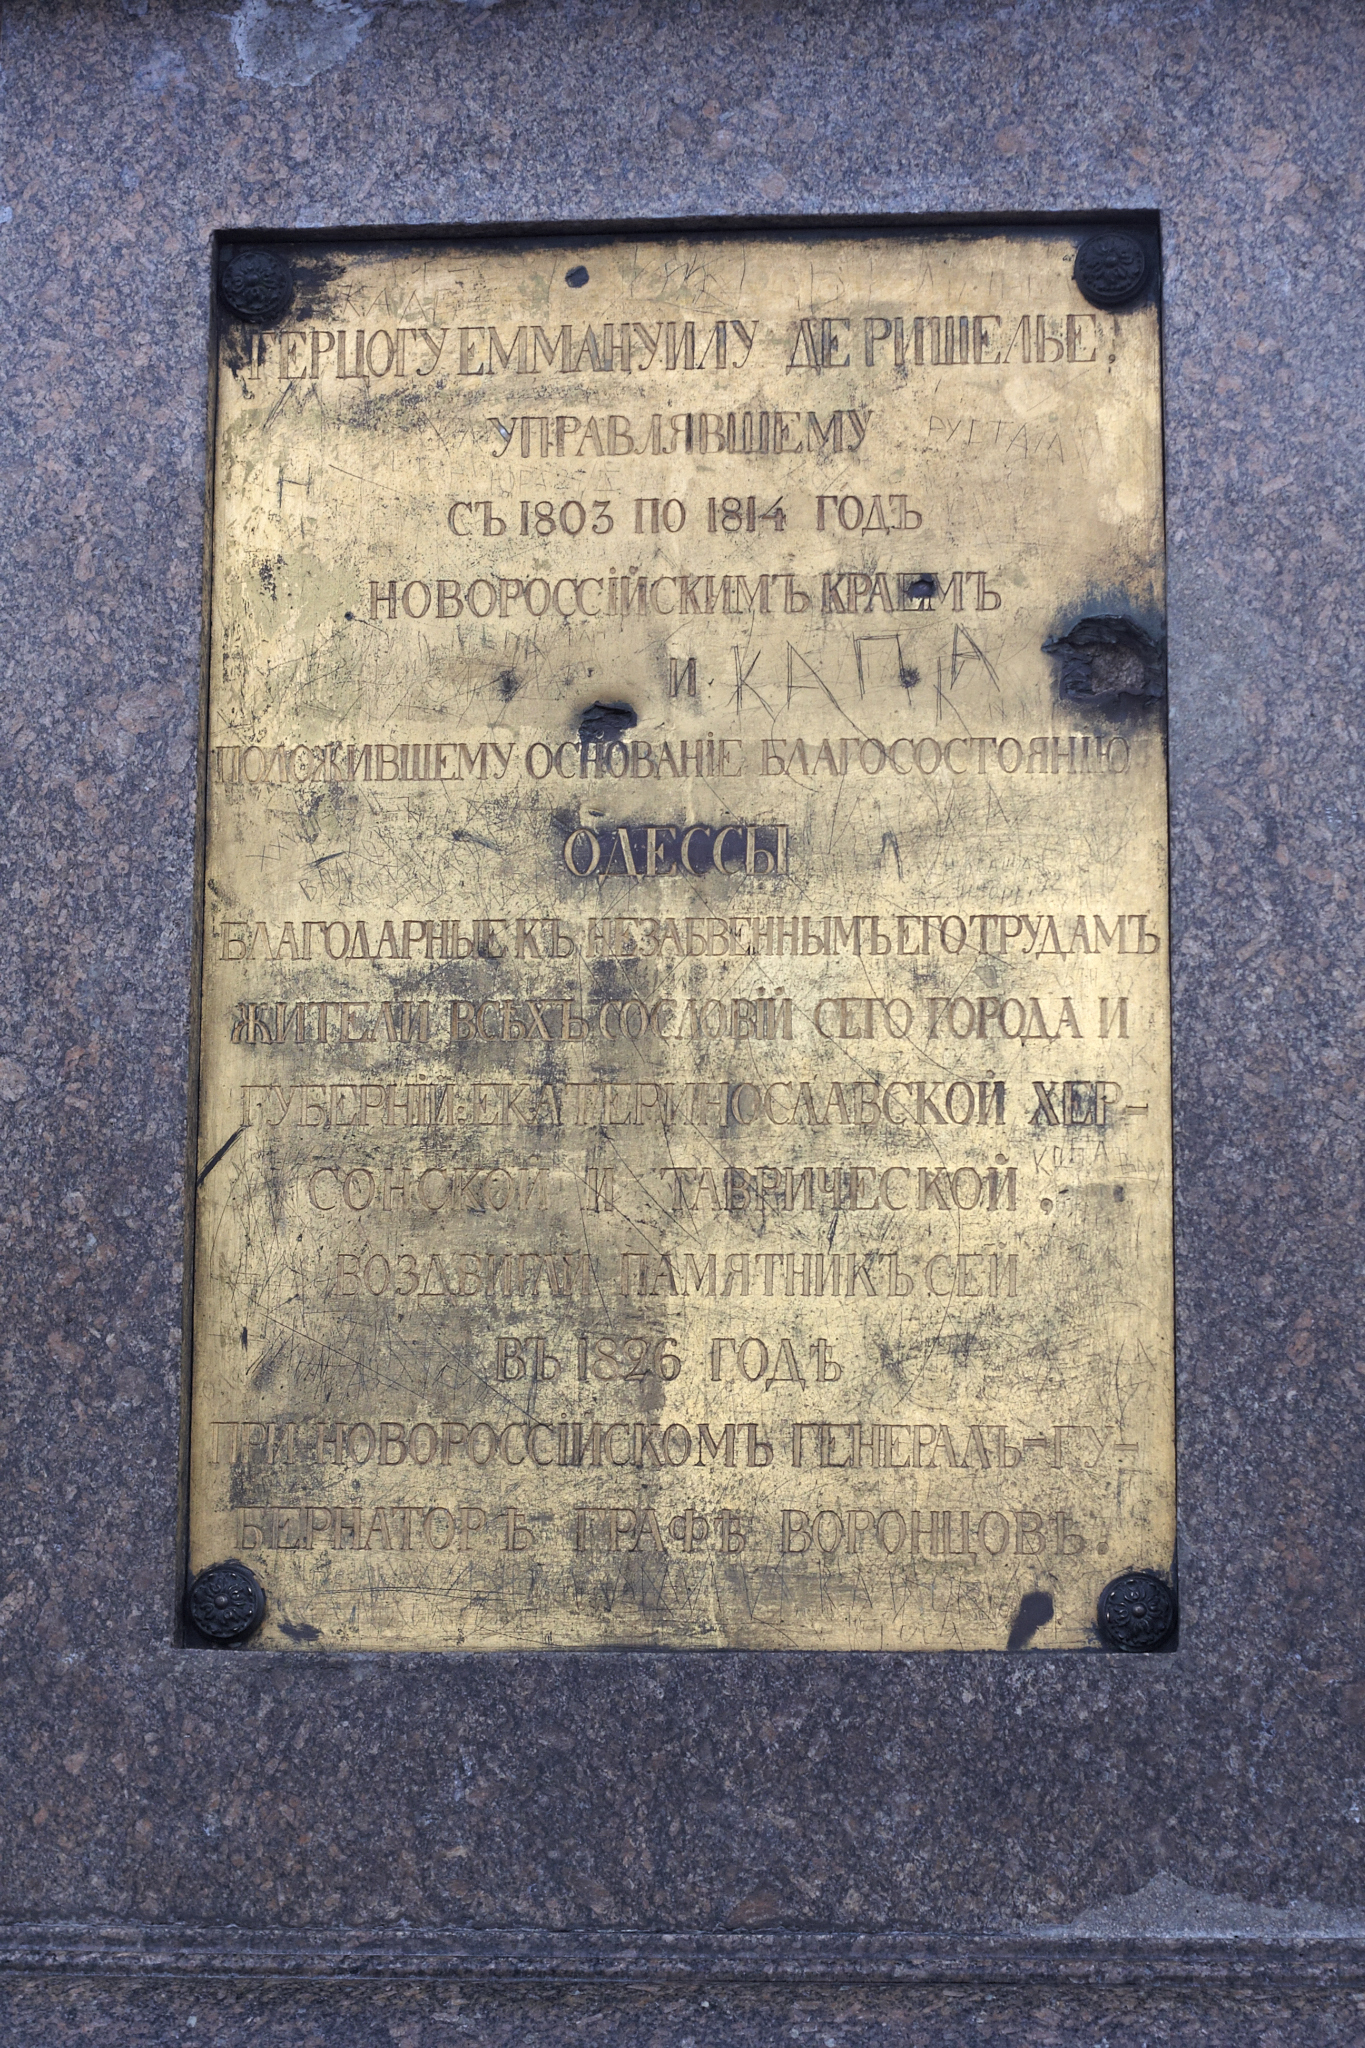 ГЕРЦОГУ ЕММАНУИЛУ ДЕ РИШЕЛЬЕ,
УПРАВЛЯВШЕМУ
СЪ 1803 ПО 1814 ГОДЪ
НОВОРОССІЙСКИМЪ КРАЕМЪ
И
КАПА
ПОЛОЖИВШЕМУ ОСНОВАНІЕ БЛАГОСОСТОЯНІЮ
ОДЕССЫ
БЛАГОДАРНЫЕ КЪ НЕЗАБВЕННЫМЪ ЕГО ТРУДАМЪ
ЖИТЕЛИ ВСѢХЪ СОСЛОВІЙ СЕГО ГОРОДА И
ГУБЕРНІЙ: ЕКАТЕРИНОСЛАВСКОЙ ХЕР-
СОНСКОЙ И ТАВРИЧЕСКОЙ,
ВОЗДВИГЛИ ПАМЯТНИКЪ СЕЙ
ВЪ 1826 ГОДѢ
ПРИ НОВОРОССІЙСКОМЪ ГЕНЕРАЛЪ-ГУ-
БЕРНАТОРѢ ГРАФѢ ВОРОНЦОВѢ.